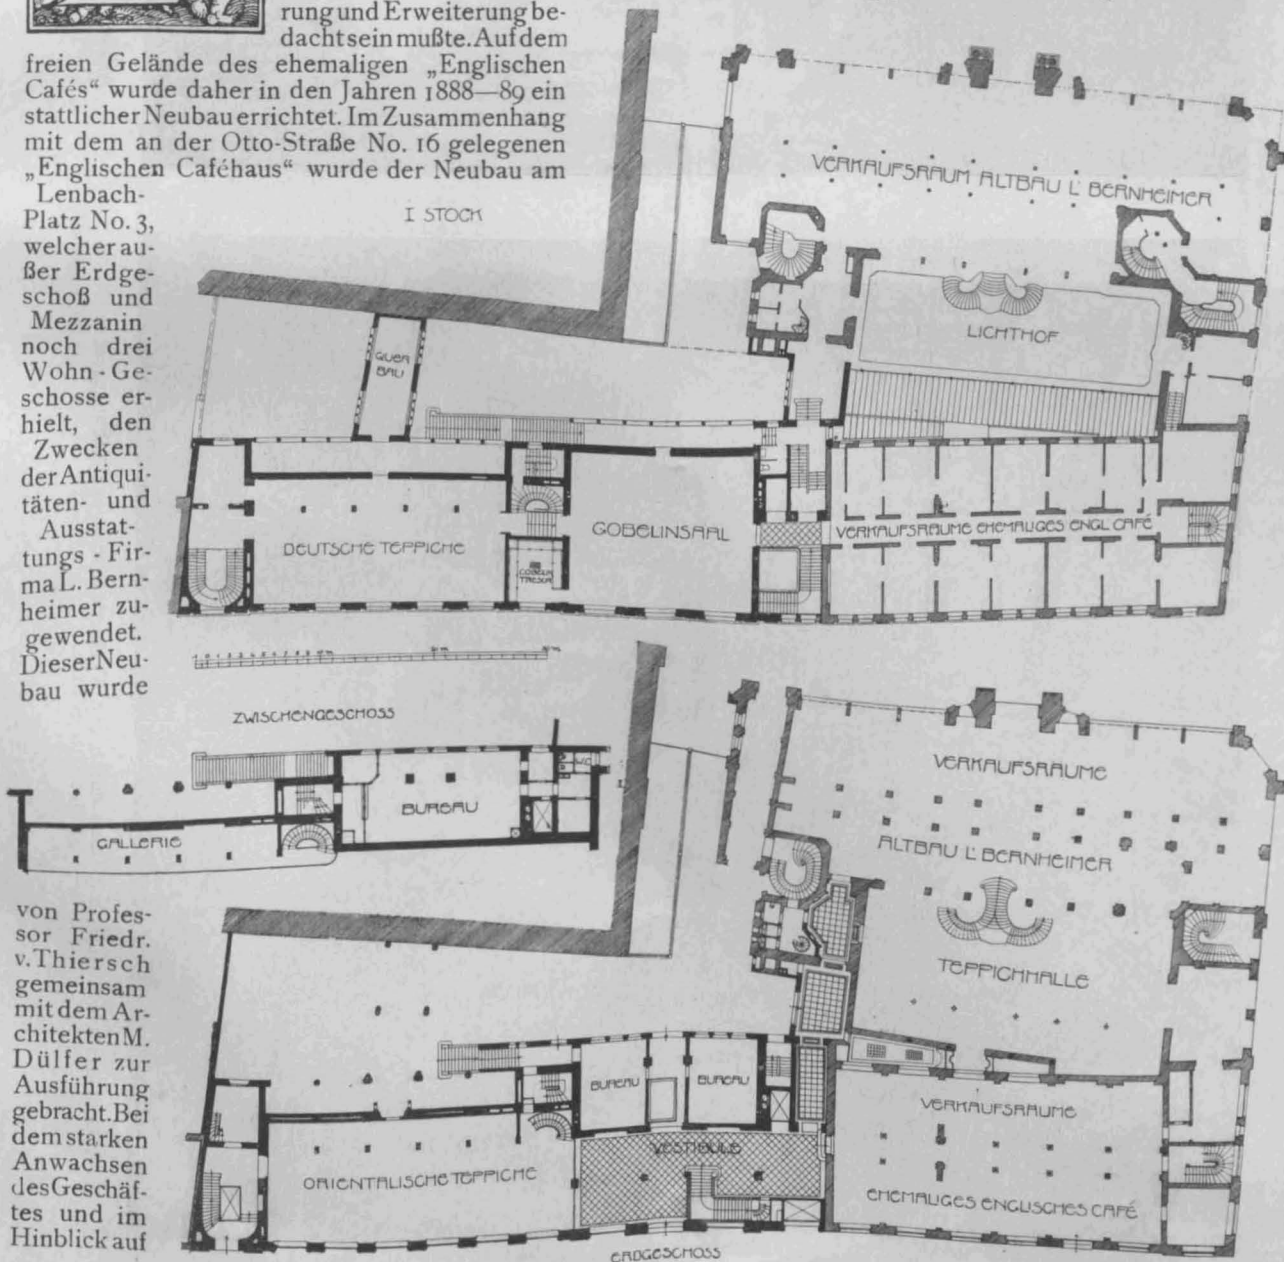 rung und Erweiterung be-
dacht sein mußte. Auf dem
freien Gelände des ehemaligen „Englischen
Cafés“ wurde daher in den Jahren 1888—89 ein
stattlicher Neubau errichtet. Im Zusammenhang
mit dem an der Otto-Straße No. 16 gelegenen
„Englischen Caféhaus“ wurde der Neubau am
Lenbach-
Platz No. 3,
welcher au-
ßer Erdge-
schoß und
Mezzanin
noch drei
Wohn-Ge-
schosse er-
hielt, den
Zwecken
der Antiqui-
täten- und
Ausstat-
tungs-Fir-
ma L. Bern-
heimer zu-
gewendet.
Dieser Neu-
bau wurde
von Profes-
sor Friedr.
v. Thiersch
gemeinsam
mit dem Ar-
chitekten M.
Dülfer zur
Ausführung
gebracht. Bei
dem starken
Anwachsen
des Geschäf-
tes und im
Hinblick auf
I STOCK
VERKAUFSRAUM ALTBAU L. BERNHEIMER
LICHTHOF
QUER
BAU
DEUTSCHE TEPPICHE
GOBELIN
TRESOR
GOBELINSAAL
VERKAUFSRÄUME EHEMALIGES ENGL CAFÉ
ZWISCHENGESCHOSS
GALLERIE
BUREAU
W.C.
VERKAUFSRÄUME
ALTBAU L. BERNHEIMER
TEPPICHHALLE
BUREAU
BUREAU
VESTIBULE
ORIENTALISCHE TEPPICHE
VERKAUFSRÄUME
EHEMALIGES ENGLISCHES CAFÉ
ERDGESCHOSS